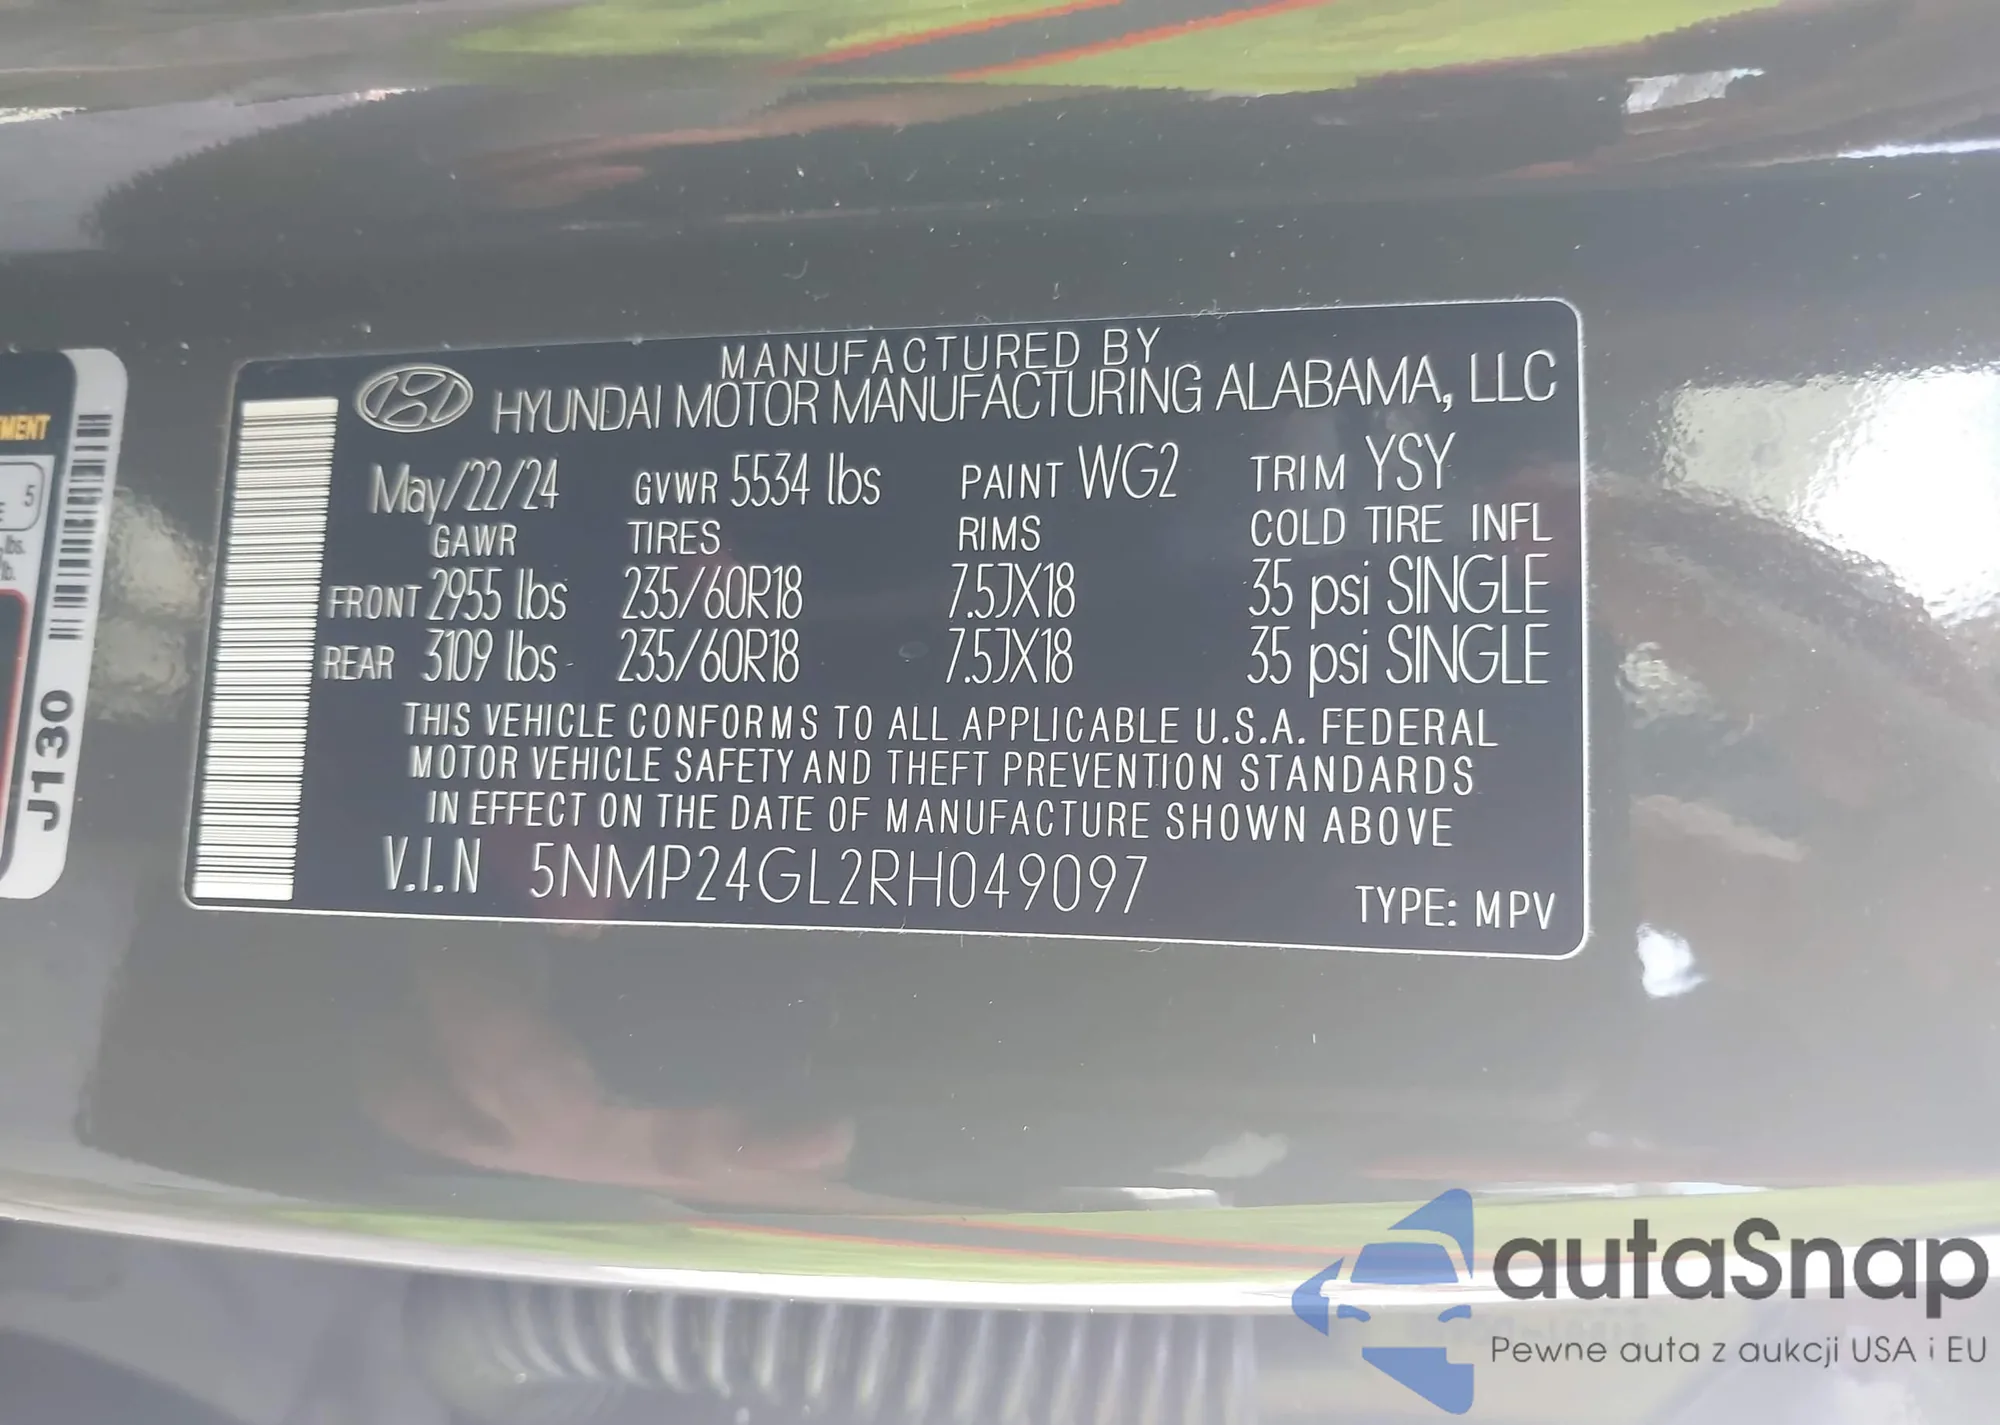 MANUFACTURED BY
HYUNDAI MOTOR MANUFACTURING ALABAMA, LLC
May/22/24 GVWR 5534 lbs PAINT WG2 TRIM YSY
GAWR TIRES RIMS COLD TIRE INFL
FRONT 2955 lbs 235/60R18 7.5JX18 35 psi SINGLE
REAR 3109 lbs 235/60R18 7.5JX18 35 psi SINGLE
THIS VEHICLE CONFORMS TO ALL APPLICABLE U.S.A. FEDERAL
MOTOR VEHICLE SAFETY AND THEFT PREVENTION STANDARDS
IN EFFECT ON THE DATE OF MANUFACTURE SHOWN ABOVE
V.I.N 5NMP24GL2RH049097
TYPE: MPV
MENT
5
lbs.
lb.
J130
autaSnap
Pewne auta z aukcji USA i EU